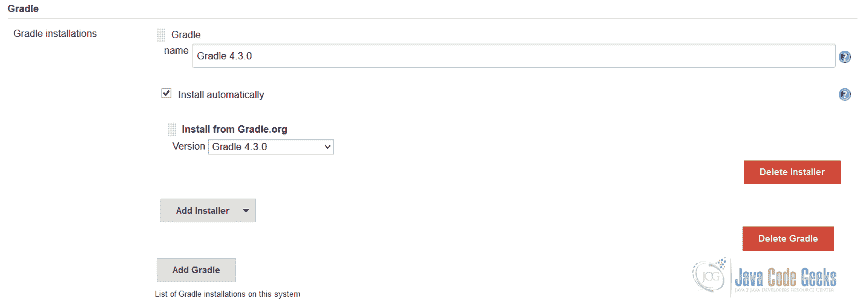 Gradle
Gradle installations
Gradle
name
Gradle 4.3.0
Install automatically
Install from Gradle.org
Version Gradle 4.3.0
Delete Installer
Add Installer
Delete Gradle
Add Gradle
List of Gradle installations on this system
JCG
Java Code Geeks